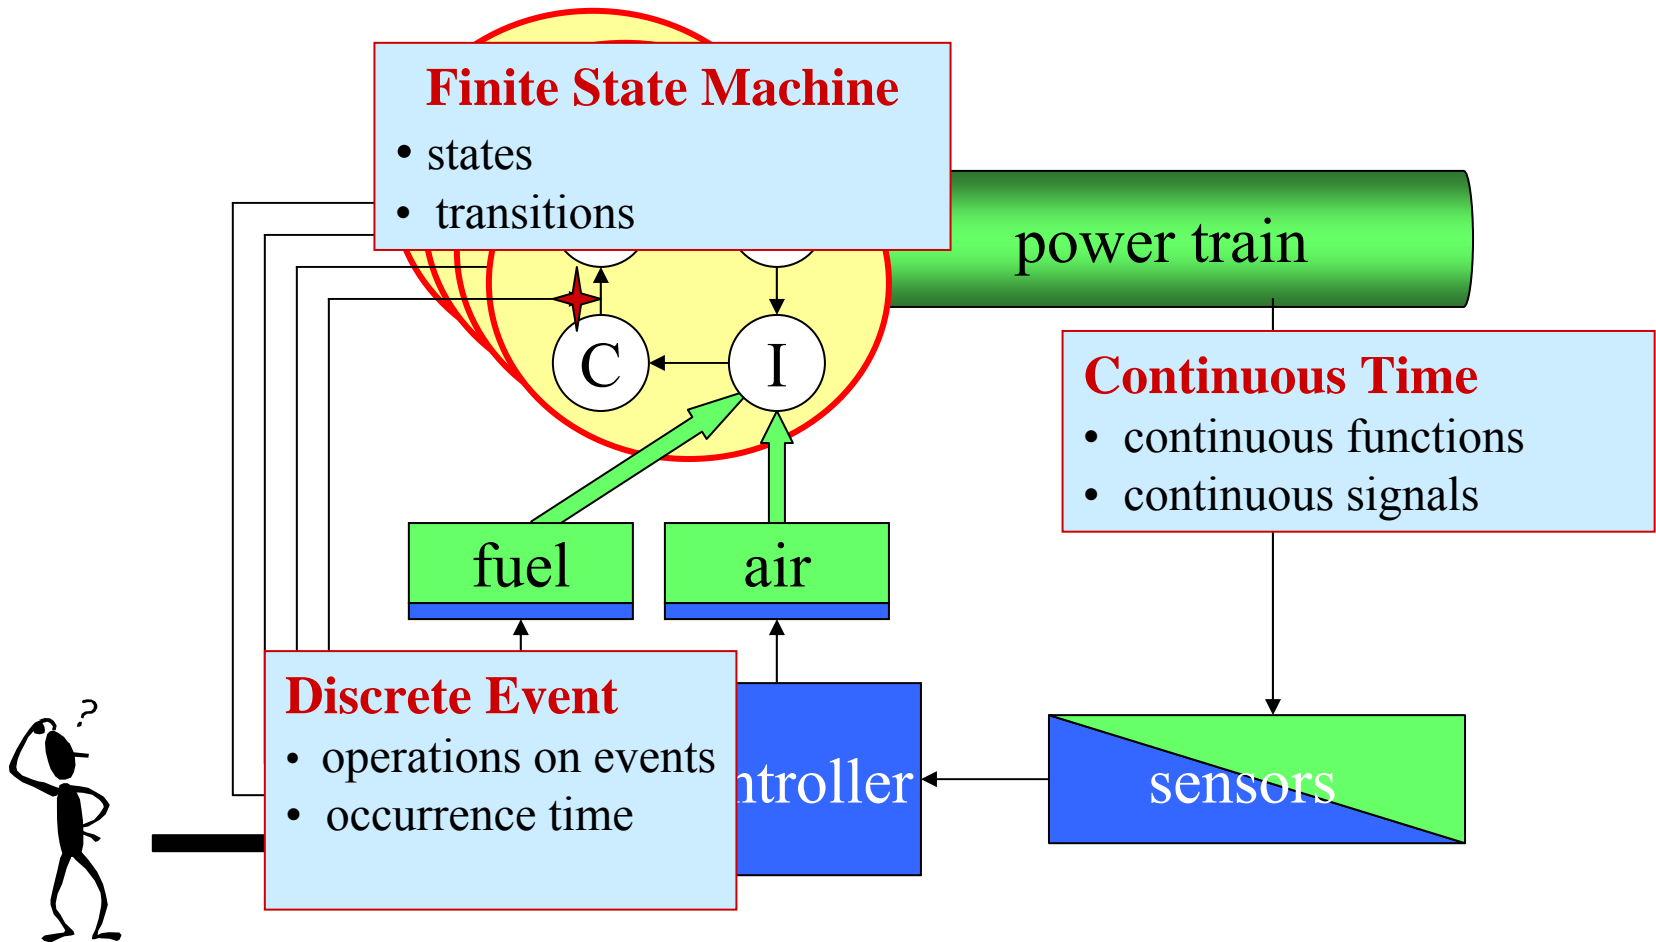 Finite State Machine
• states
• transitions
power train
C
I
Continuous Time
• continuous functions
• continuous signals
fuel
air
Discrete Event
• operations on events
• occurrence time
ntroller
sensors
?